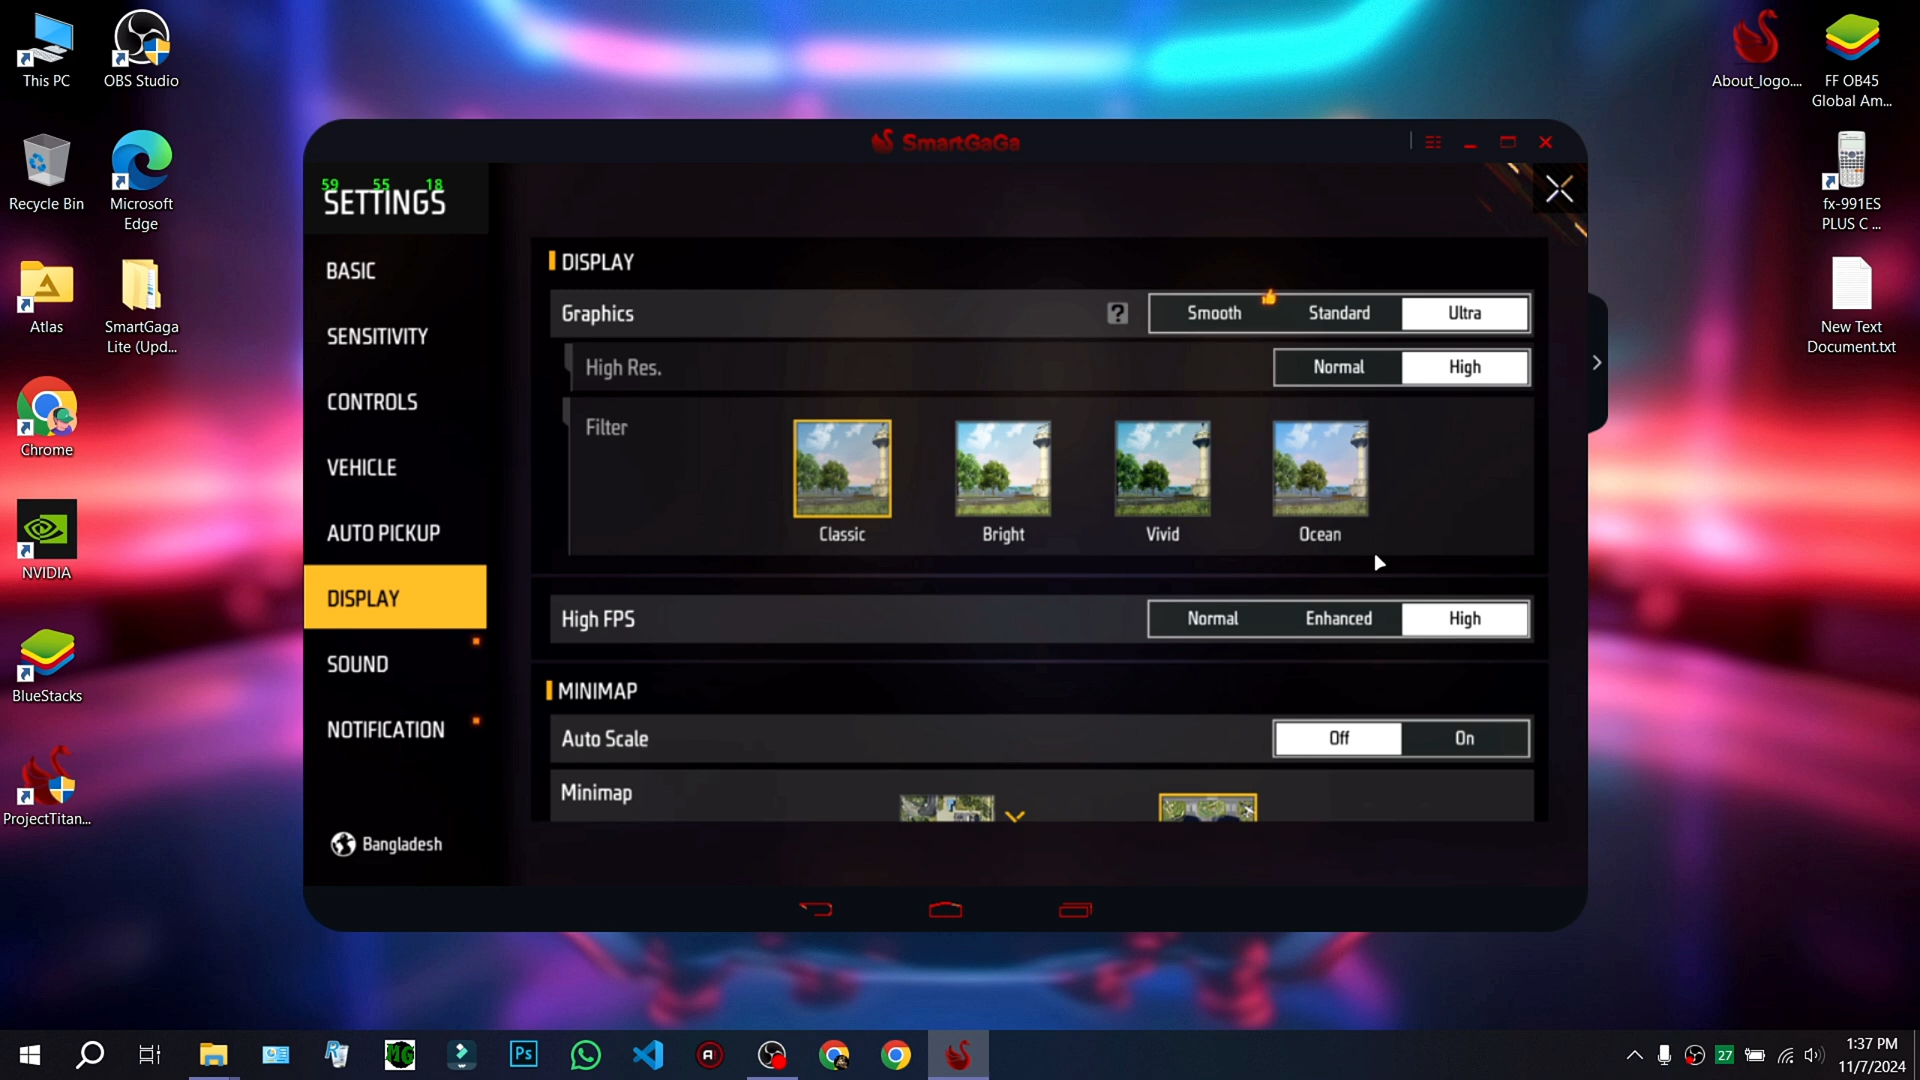 This PC
OBS Studio
About_logo....
FF OB45
Global Am...
Recycle Bin
Microsoft
Edge
fx-991ES
PLUS C ...
Atlas
SmartGaga
Lite (Upd...
New Text
Document.txt
Chrome
NVIDIA
BlueStacks
ProjectTitan...
SmartGaGa
59 55 18
SETTINGS
BASIC
SENSITIVITY
CONTROLS
VEHICLE
AUTO PICKUP
DISPLAY
SOUND
NOTIFICATION
Bangladesh
DISPLAY
Graphics ? Smooth Standard Ultra
High Res. Normal High
Filter
Classic Bright Vivid Ocean
High FPS Normal Enhanced High
MINIMAP
Auto Scale Off On
Minimap
MG
Ps
27
1:37 PM
11/7/2024